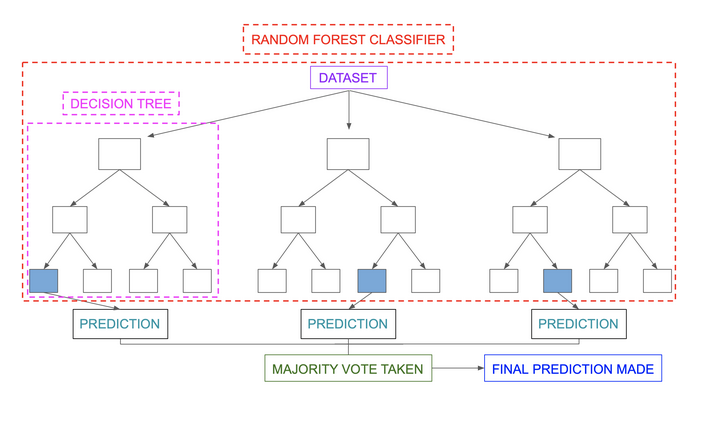 RANDOM FOREST CLASSIFIER
DATASET
DECISION TREE
PREDICTION
PREDICTION
PREDICTION
MAJORITY VOTE TAKEN
FINAL PREDICTION MADE